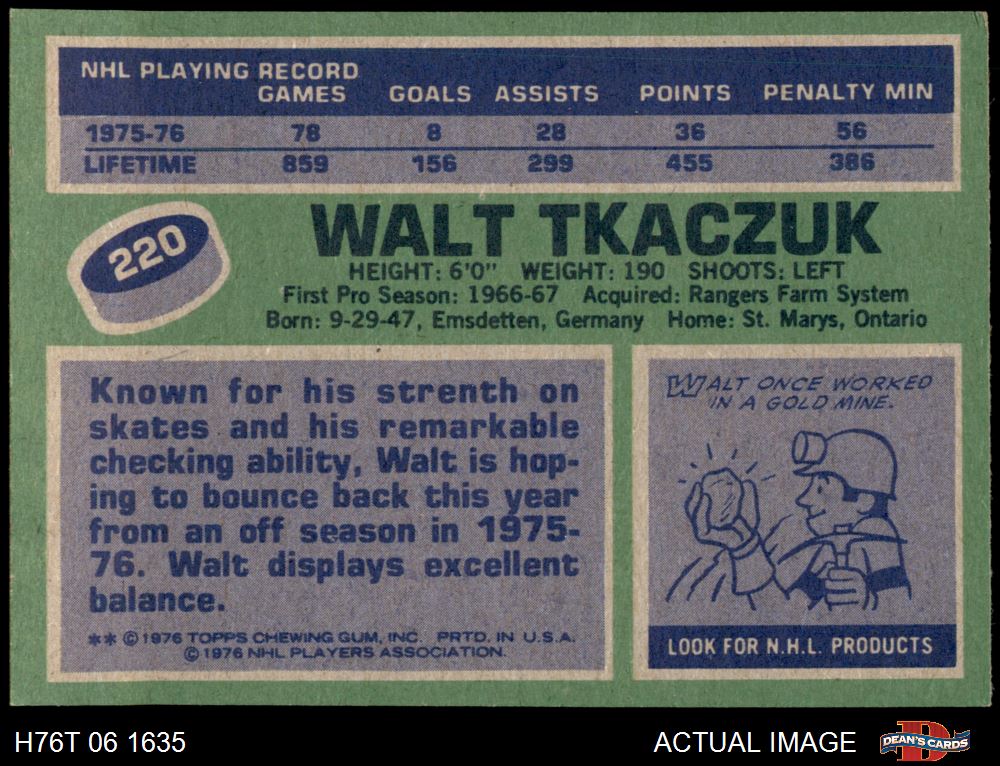 NHL PLAYING RECORD
GAMES GOALS ASSISTS POINTS PENALTY MIN
1975-76 78 8 28 36 56
LIFETIME 859 156 299 455 386
220
WALT TKACZUK
HEIGHT: 6'0" WEIGHT: 190 SHOOTS: LEFT
First Pro Season: 1966-67 Acquired: Rangers Farm System
Born: 9-29-47, Emsdetten, Germany Home: St. Marys, Ontario
Known for his strenth on
skates and his remarkable
checking ability, Walt is hop-
ing to bounce back this year
from an off season in 1975-
76. Walt displays excellent
balance.
** © 1976 TOPPS CHEWING GUM, INC. PRTD. IN U.S.A.
© 1976 NHL PLAYERS ASSOCIATION.
WALT ONCE WORKED
IN A GOLD MINE.
LOOK FOR N.H.L. PRODUCTS
H76T 06 1635
ACTUAL IMAGE
D
DEAN'S CARDS